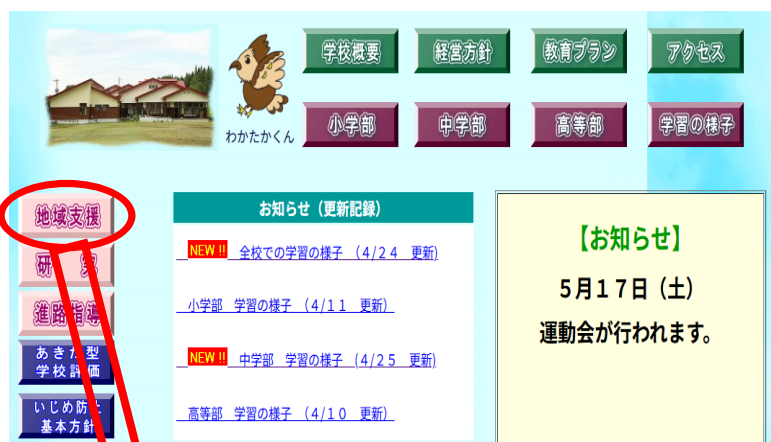 学校概要 経営方針 教育プラン アクセス
わかたかくん
小学部 中学部 高等部 学習の様子
地域支援
研 究
進路指導
あきた型
学校評価
いじめ防止
基本方針
お知らせ（更新記録）
NEW!! 全校での学習の様子 （4/24 更新)
小学部 学習の様子 （4/11 更新）
NEW!! 中学部 学習の様子 （4/25 更新)
高等部 学習の様子 （4/10 更新）
【お知らせ】
５月１７日（土）
運動会が行われます。